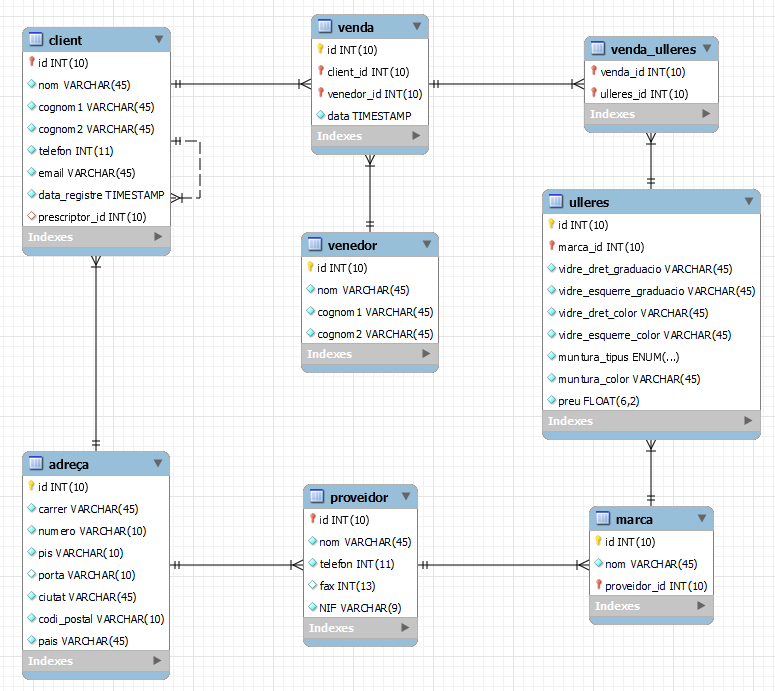 client
id INT(10)
nom VARCHAR(45)
cognom1 VARCHAR(45)
cognom2 VARCHAR(45)
telefon INT(11)
email VARCHAR(45)
data_registre TIMESTAMP
prescriptor_id INT(10)
Indexes
venda
id INT(10)
client_id INT(10)
venedor_id INT(10)
data TIMESTAMP
Indexes
venda_ulleres
venda_id INT(10)
ulleres_id INT(10)
Indexes
venedor
id INT(10)
nom VARCHAR(45)
cognom1 VARCHAR(45)
cognom2 VARCHAR(45)
Indexes
ulleres
id INT(10)
marca_id INT(10)
vidre_dret_graduacio VARCHAR(45)
vidre_esquerre_graduacio VARCHAR(45)
vidre_dret_color VARCHAR(45)
vidre_esquerre_color VARCHAR(45)
muntura_tipus ENUM(...)
muntura_color VARCHAR(45)
preu FLOAT(6,2)
Indexes
adreça
id INT(10)
carrer VARCHAR(45)
numero VARCHAR(10)
pis VARCHAR(10)
porta VARCHAR(10)
ciutat VARCHAR(45)
codi_postal VARCHAR(10)
pais VARCHAR(45)
Indexes
proveidor
id INT(10)
nom VARCHAR(45)
telefon INT(11)
fax INT(13)
NIF VARCHAR(9)
Indexes
marca
id INT(10)
nom VARCHAR(45)
proveidor_id INT(10)
Indexes